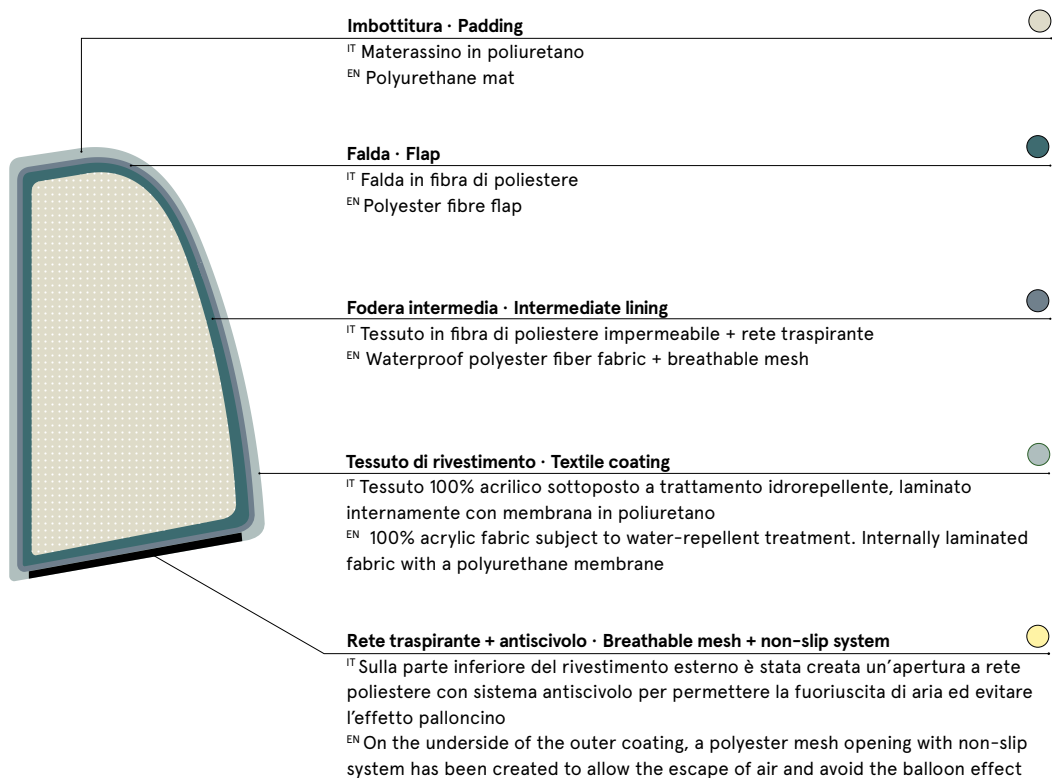 Imbottitura · Padding
IT Materassino in poliuretano
EN Polyurethane mat
Falda · Flap
IT Falda in fibra di poliestere
EN Polyester fibre flap
Fodera intermedia · Intermediate lining
IT Tessuto in fibra di poliestere impermeabile + rete traspirante
EN Waterproof polyester fiber fabric + breathable mesh
Tessuto di rivestimento · Textile coating
IT Tessuto 100% acrilico sottoposto a trattamento idrorepellente, laminato
internamente con membrana in poliuretano
EN 100% acrylic fabric subject to water-repellent treatment. Internally laminated
fabric with a polyurethane membrane
Rete traspirante + antiscivolo · Breathable mesh + non-slip system
IT Sulla parte inferiore del rivestimento esterno è stata creata un'apertura a rete
poliestere con sistema antiscivolo per permettere la fuoriuscita di aria ed evitare
l'effetto palloncino
EN On the underside of the outer coating, a polyester mesh opening with non-slip
system has been created to allow the escape of air and avoid the balloon effect